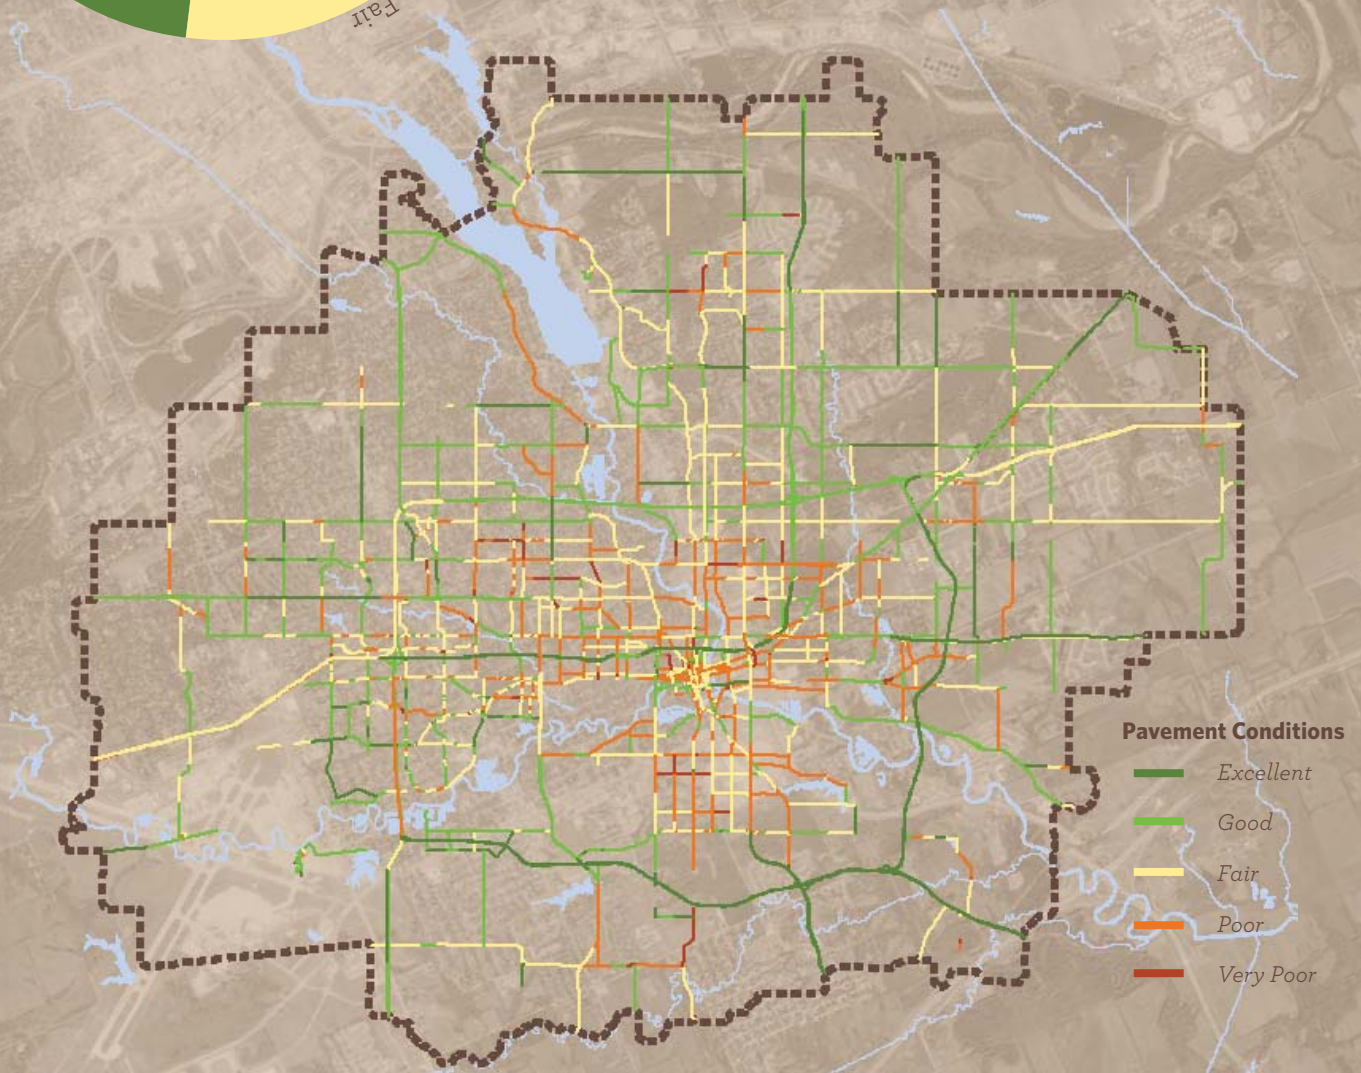 Fair
Pavement Conditions
Excellent
Good
Fair
Poor
Very Poor